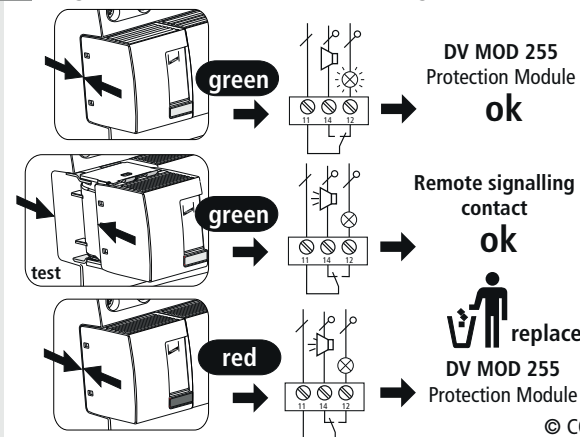 green
11 14 12
DV MOD 255
Protection Module
ok
test
green
11 14 12
Remote signalling
contact
ok
red
11 14 12
replace
DV MOD 255
Protection Module
©